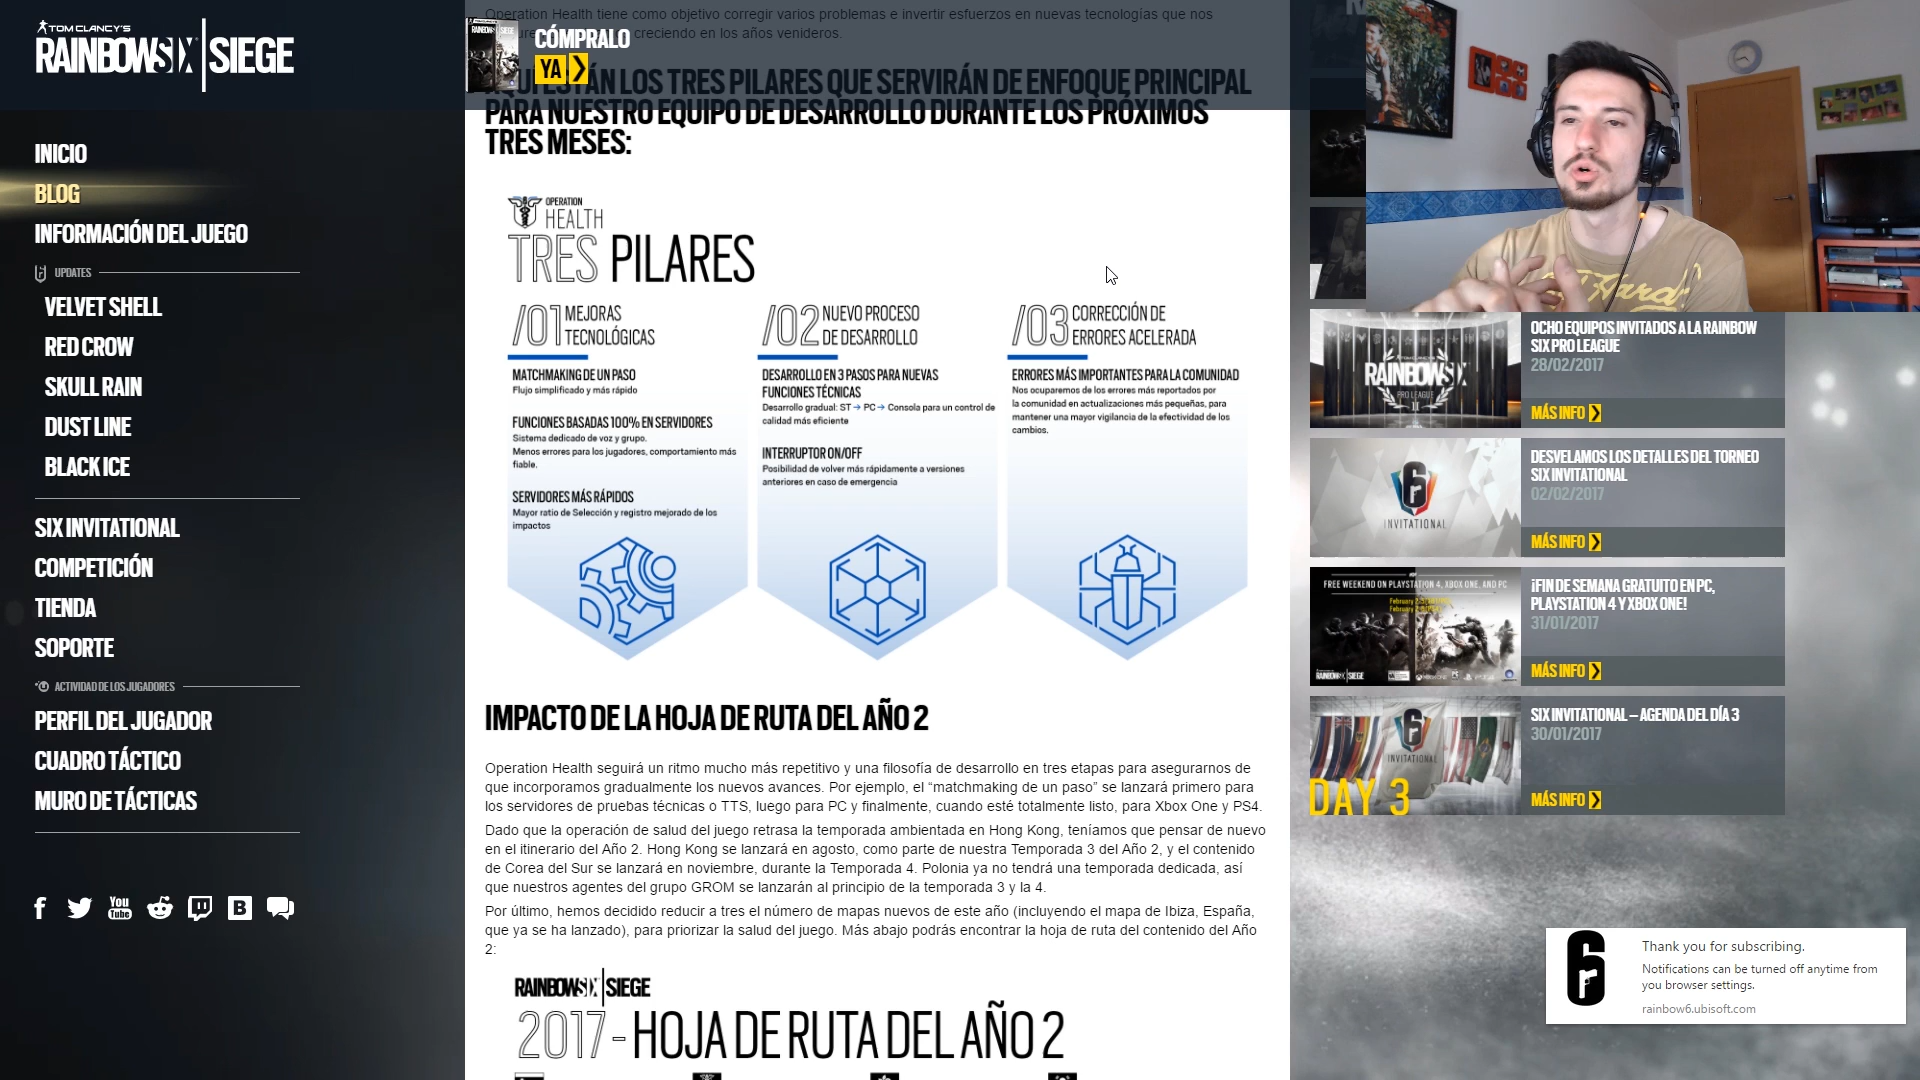 TOM CLANCY'S
RAINBOWSIX | SIEGE
INICIO
BLOG
INFORMACIÓN DEL JUEGO
UPDATES
VELVET SHELL
RED CROW
SKULL RAIN
DUST LINE
BLACK ICE
SIX INVITATIONAL
COMPETICIÓN
TIENDA
SOPORTE
ACTIVIDAD DE LOS JUGADORES
PERFIL DEL JUGADOR
CUADRO TÁCTICO
MURO DE TÁCTICAS
You
Tube
CÓMPRALO
YA
Operation Health tiene como objetivo corregir varios problemas e invertir esfuerzos en nuevas tecnologías que nos
creciendo en los años venideros.
LOS TRES PILARES QUE SERVIRÁN DE ENFOQUE PRINCIPAL
PARA NUESTRO EQUIPO DE DESARROLLO DURANTE LOS PRÓXIMOS
TRES MESES:
OPERATION
HEALTH
TRES PILARES
/01 MEJORAS
TECNOLÓGICAS
MATCHMAKING DE UN PASO
Flujo simplificado y más rápido
FUNCIONES BASADAS 100% EN SERVIDORES
Sistema dedicado de voz y grupo.
Menos errores para los jugadores, comportamiento más
fiable.
SERVIDORES MÁS RÁPIDOS
Mayor ratio de Selección y registro mejorado de los
impactos
/02 NUEVO PROCESO
DE DESARROLLO
DESARROLLO EN 3 PASOS PARA NUEVAS
FUNCIONES TÉCNICAS
Desarrollo gradual: ST → PC → Consola para un control de
calidad más eficiente
INTERRUPTOR ON/OFF
Posibilidad de volver más rápidamente a versiones
anteriores en caso de emergencia
/03 CORRECCIÓN DE
ERRORES ACELERADA
ERRORES MÁS IMPORTANTES PARA LA COMUNIDAD
Nos ocuparemos de los errores más reportados por
la comunidad en actualizaciones más pequeñas, para
mantener una mayor vigilancia de la efectividad de los
cambios.
IMPACTO DE LA HOJA DE RUTA DEL AÑO 2
Operation Health seguirá un ritmo mucho más repetitivo y una filosofía de desarrollo en tres etapas para asegurarnos de
que incorporamos gradualmente los nuevos avances. Por ejemplo, el “matchmaking de un paso” se lanzará primero para
los servidores de pruebas técnicas o TTS, luego para PC y finalmente, cuando esté totalmente listo, para Xbox One y PS4.
Dado que la operación de salud del juego retrasa la temporada ambientada en Hong Kong, teníamos que pensar de nuevo
en el itinerario del Año 2. Hong Kong se lanzará en agosto, como parte de nuestra Temporada 3 del Año 2, y el contenido
de Corea del Sur se lanzará en noviembre, durante la Temporada 4. Polonia ya no tendrá una temporada dedicada, así
que nuestros agentes del grupo GROM se lanzarán al principio de la temporada 3 y la 4.
Por último, hemos decidido reducir a tres el número de mapas nuevos de este año (incluyendo el mapa de Ibiza, España,
que ya se ha lanzado), para priorizar la salud del juego. Más abajo podrás encontrar la hoja de ruta del contenido del Año
2:
RAINBOWSIX | SIEGE
2017 - HOJA DE RUTA DEL AÑO 2
RAINBOWSIX
PRO LEAGUE
II
OCHO EQUIPOS INVITADOS A LA RAINBOW
SIX PRO LEAGUE
28/02/2017
MÁS INFO
INVITATIONAL
DESVELAMOS LOS DETALLES DEL TORNEO
SIX INVITATIONAL
02/02/2017
MÁS INFO
FREE WEEKEND ON PLAYSTATION 4, XBOX ONE, AND PC
RAINBOWSIX | SIEGE
¡FIN DE SEMANA GRATUITO EN PC,
PLAYSTATION 4 Y XBOX ONE!
31/01/2017
MÁS INFO
INVITATIONAL
DAY 3
SIX INVITATIONAL – AGENDA DEL DÍA 3
30/01/2017
MÁS INFO
Thank you for subscribing.
Notifications can be turned off anytime from
you browser settings.
rainbow6.ubisoft.com